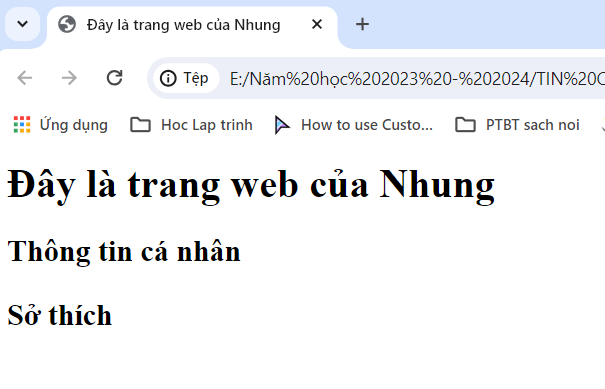 Đây là trang web của Nhung
Tệp E:/Năm%20học%202023%20-%202024/TIN%20
Ứng dụng Hoc Lap trinh How to use Custo... PTBT sach noi
Đây là trang web của Nhung
Thông tin cá nhân
Sở thích